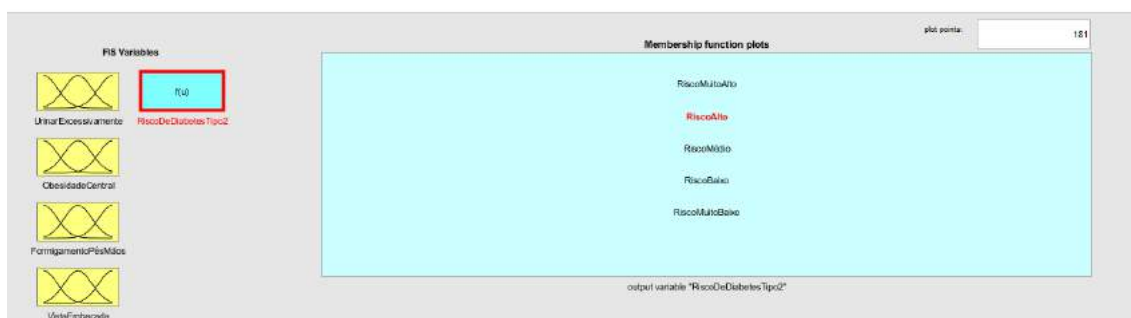 plot points:
181
FIS Variables
Membership function plots
f(u)
UrinarExcessivamente
RiscoDeDiabetesTipo2
ObesidadeCentral
FormigamentoPésMãos
VistaEmbaçada
RiscoMuitoAlto
RiscoAlto
RiscoMédio
RiscoBaixo
RiscoMuitoBaixo
output variable "RiscoDeDiabetesTipo2"